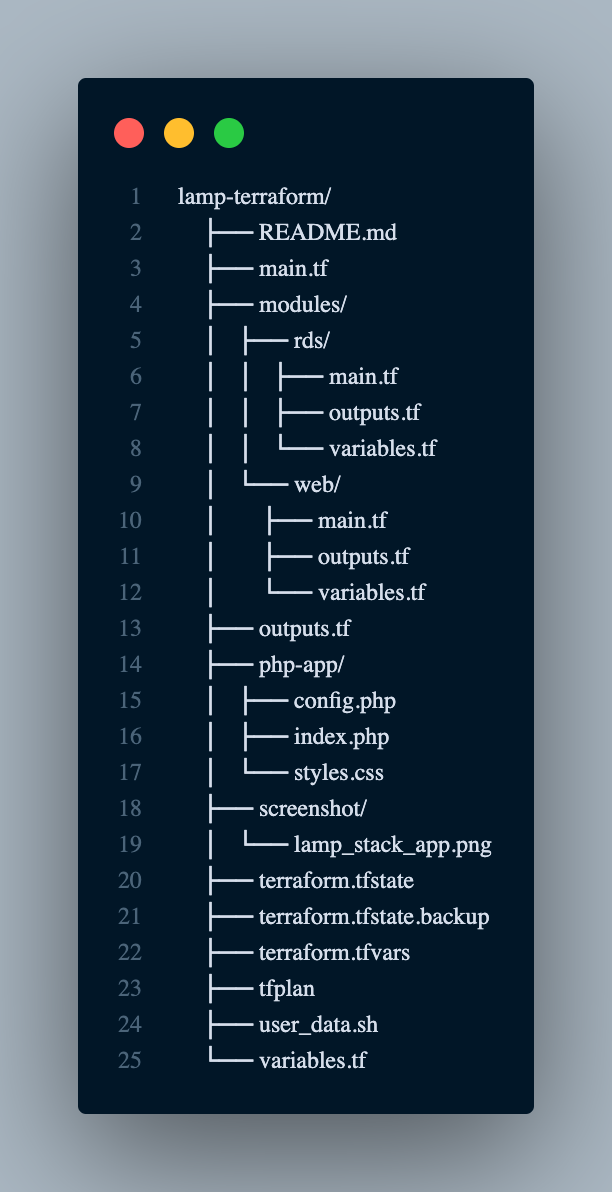 1 lamp-terraform/
2 ├── README.md
3 ├── main.tf
4 ├── modules/
5 │ ├── rds/
6 │ │ ├── main.tf
7 │ │ ├── outputs.tf
8 │ │ └── variables.tf
9 │ └── web/
10 │ ├── main.tf
11 │ ├── outputs.tf
12 │ └── variables.tf
13 ├── outputs.tf
14 ├── php-app/
15 │ ├── config.php
16 │ ├── index.php
17 │ └── styles.css
18 ├── screenshot/
19 │ └── lamp_stack_app.png
20 ├── terraform.tfstate
21 ├── terraform.tfstate.backup
22 ├── terraform.tfvars
23 ├── tfplan
24 ├── user_data.sh
25 └── variables.tf